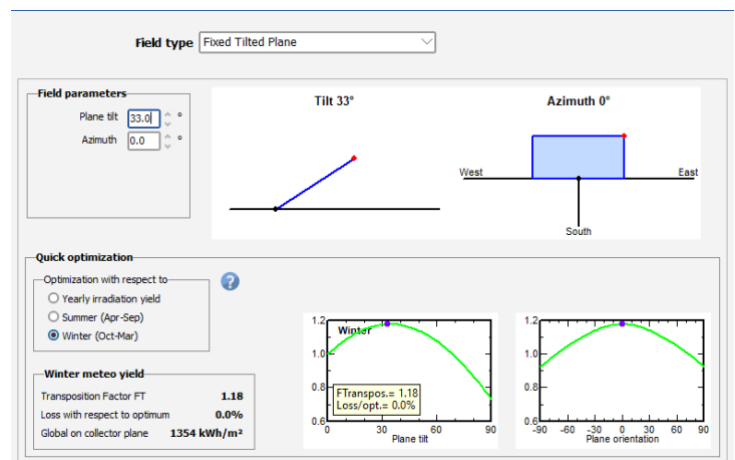 Field type Fixed Tilted Plane
Field parameters
Plane tilt 33.0 °
Azimuth 0.0 °
Tilt 33°
Azimuth 0°
West
East
South
Quick optimization
Optimization with respect to
Yearly irradiation yield
Summer (Apr-Sep)
Winter (Oct-Mar)
?
Winter meteo yield
Transposition Factor FT 1.18
Loss with respect to optimum 0.0%
Global on collector plane 1354 kWh/m²
1.2
1.0
0.8
0.6
Winter
FTranspos.= 1.18
Loss/opt.= 0.0%
0 30 60 90
Plane tilt
1.2
1.0
0.8
0.6
-90 -60 -30 0 30 60 90
Plane orientation